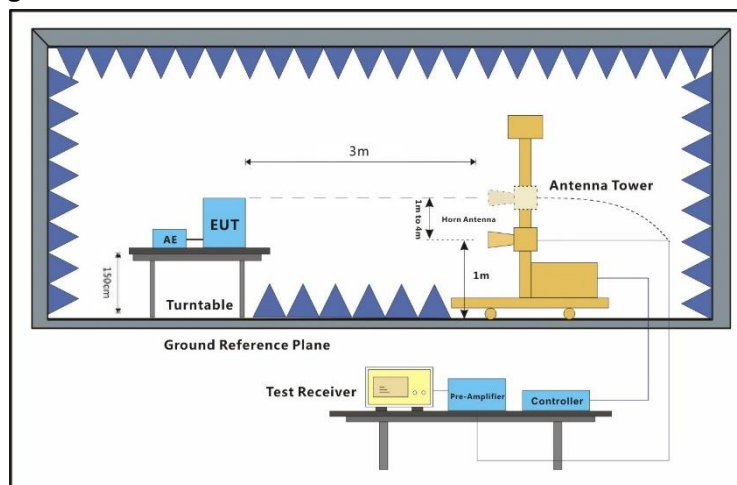 g
3m
Antenna Tower
1m to 4m
Horn Antenna
EUT
AE
150cm
1m
Turntable
Ground Reference Plane
Test Receiver
Pre-Amplifier
Controller